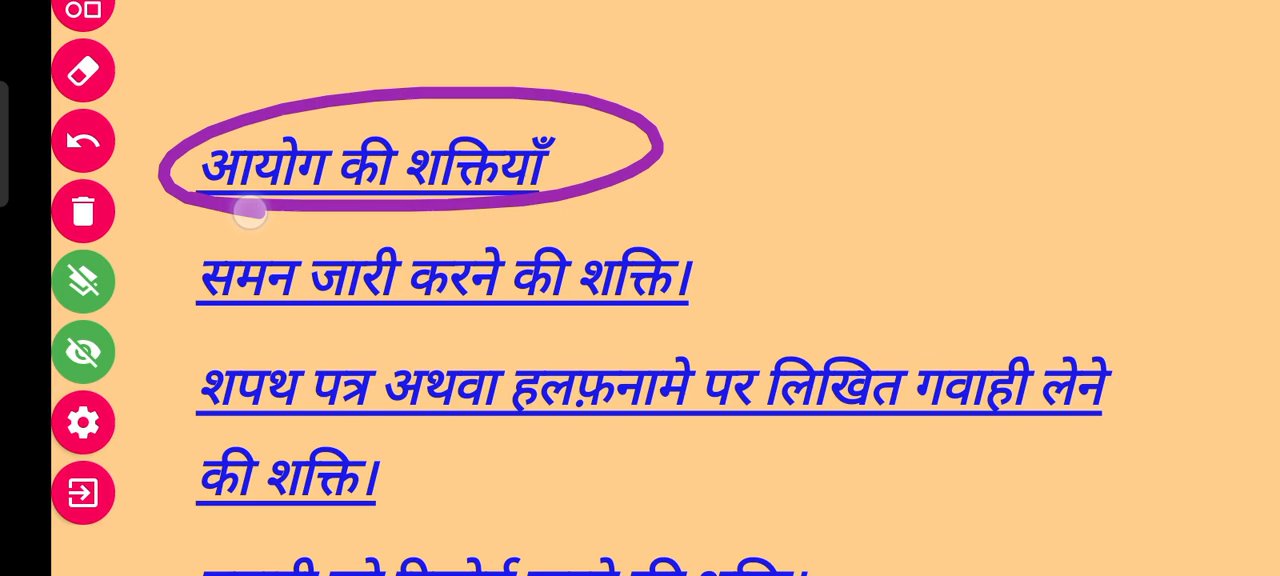 आयोग की शक्तियाँ
समन जारी करने की शक्ति।
शपथ पत्र अथवा हलफ़नामे पर लिखित गवाही लेने
की शक्ति।